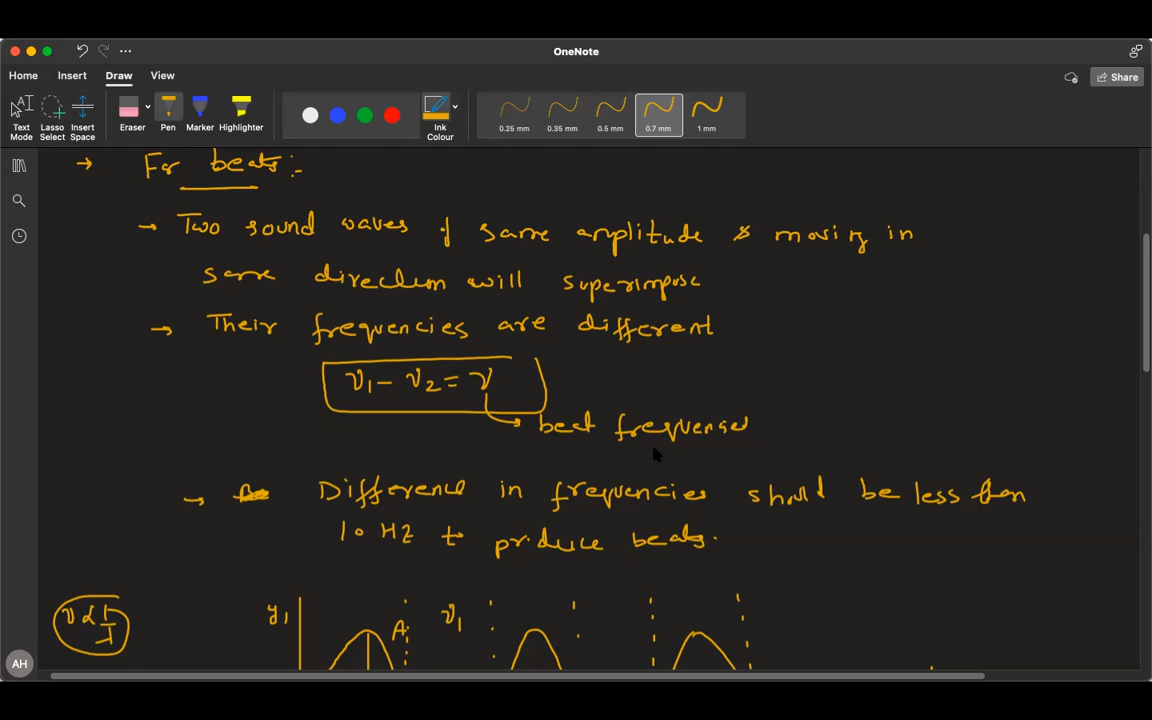 OneNote
Home Insert Draw View
Share
Text Mode
Lasso Select
Insert Space
Eraser
Pen
Marker
Highlighter
Ink Colour
0.25 mm
0.35 mm
0.5 mm
0.7 mm
1 mm
→ For beats:-
→ Two sound waves of same amplitude & moving in
same direction will superimpose
→ Their frequencies are different
ν₁ - ν₂ = ν
→ beat
→ Difference in frequencies should be less than
10 HZ to produce beats.
ν ∝ 1/T
y₁
A
ν₁
AH